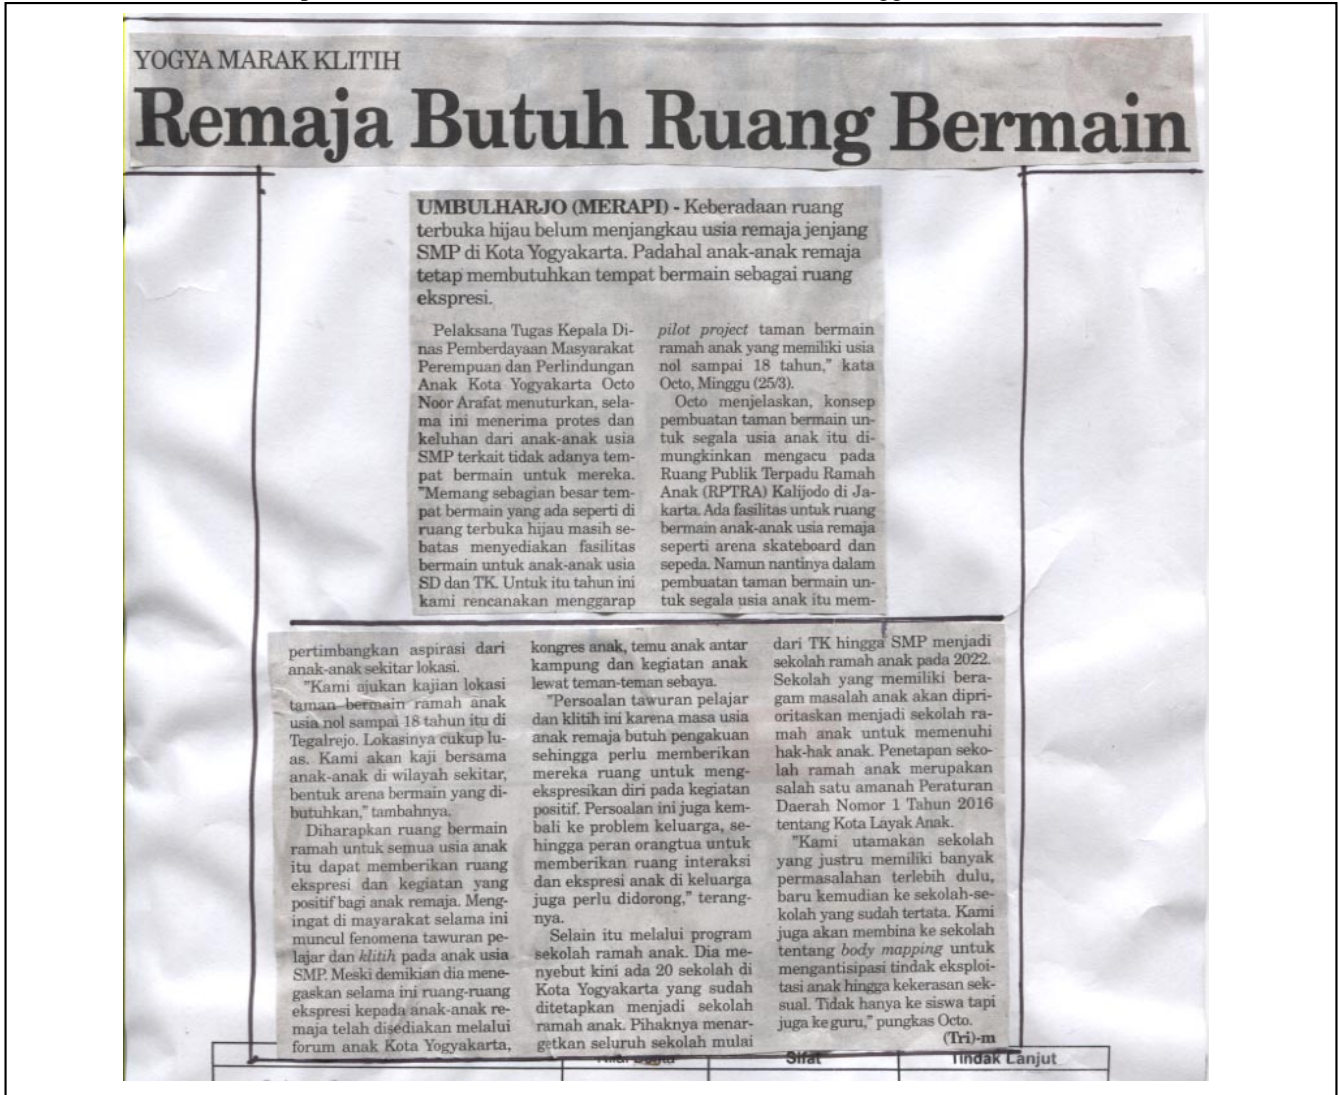 YOGYA MARAK KLITIH
Remaja Butuh Ruang Bermain
UMBULHARJO (MERAPI) - Keberadaan ruang
terbuka hijau belum menjangkau usia remaja jenjang
SMP di Kota Yogyakarta. Padahal anak-anak remaja
tetap membutuhkan tempat bermain sebagai ruang
ekspresi.
Pelaksana Tugas Kepala Di-
nas Pemberdayaan Masyarakat
Perempuan dan Perlindungan
Anak Kota Yogyakarta Octo
Noor Arafat menuturkan, sela-
ma ini menerima protes dan
keluhan dari anak-anak usia
SMP terkait tidak adanya tem-
pat bermain untuk mereka.
"Memang sebagian besar tem-
pat bermain yang ada seperti di
ruang terbuka hijau masih se-
batas menyediakan fasilitas
bermain untuk anak-anak usia
SD dan TK. Untuk itu tahun ini
kami rencanakan menggarap
pilot project taman bermain
ramah anak yang memiliki usia
nol sampai 18 tahun," kata
Octo, Minggu (25/3).
Octo menjelaskan, konsep
pembuatan taman bermain un-
tuk segala usia anak itu di-
mungkinkan mengacu pada
Ruang Publik Terpadu Ramah
Anak (RPTRA) Kalijodo di Ja-
karta. Ada fasilitas untuk ruang
bermain anak-anak usia remaja
seperti arena skateboard dan
sepeda. Namun nantinya dalam
pembuatan taman bermain un-
tuk segala usia anak itu mem-
pertimbangkan aspirasi dari
anak-anak sekitar lokasi.
"Kami ajukan kajian lokasi
taman bermain ramah anak
usia nol sampai 18 tahun itu di
Tegalrejo. Lokasinya cukup lu-
as. Kami akan kaji bersama
anak-anak di wilayah sekitar,
bentuk arena bermain yang di-
butuhkan," tambahnya.
Diharapkan ruang bermain
ramah untuk semua usia anak
itu dapat memberikan ruang
ekspresi dan kegiatan yang
positif bagi anak remaja. Meng-
ingat di mayarakat selama ini
muncul fenomena tawuran pe-
lajar dan klitih pada anak usia
SMP. Meski demikian dia mene-
gaskan selama ini ruang-ruang
ekspresi kepada anak-anak re-
maja telah disediakan melalui
forum anak Kota Yogyakarta,
kongres anak, temu anak antar
kampung dan kegiatan anak
lewat teman-teman sebaya.
"Persoalan tawuran pelajar
dan klitih ini karena masa usia
anak remaja butuh pengakuan
sehingga perlu memberikan
mereka ruang untuk meng-
ekspresikan diri pada kegiatan
positif. Persoalan ini juga kem-
bali ke problem keluarga, se-
hingga peran orangtua untuk
memberikan ruang interaksi
dan ekspresi anak di keluarga
juga perlu didorong," terang-
nya.
Selain itu melalui program
sekolah ramah anak. Dia me-
nyebut kini ada 20 sekolah di
Kota Yogyakarta yang sudah
ditetapkan menjadi sekolah
ramah anak. Pihaknya menar-
getkan seluruh sekolah mulai
dari TK hingga SMP menjadi
sekolah ramah anak pada 2022.
Sekolah yang memiliki bera-
gam masalah anak akan dipri-
oritaskan menjadi sekolah ra-
mah anak untuk memenuhi
hak-hak anak. Penetapan seko-
lah ramah anak merupakan
salah satu amanah Peraturan
Daerah Nomor 1 Tahun 2016
tentang Kota Layak Anak.
"Kami utamakan sekolah
yang justru memiliki banyak
permasalahan terlebih dulu,
baru kemudian ke sekolah-se-
kolah yang sudah tertata. Kami
juga akan membina ke sekolah
tentang body mapping untuk
mengantisipasi tindak eksploi-
tasi anak hingga kekerasan sek-
sual. Tidak hanya ke siswa tapi
juga ke guru," pungkas Octo.
(Tri)-m
Sifat
Tindak Lanjut